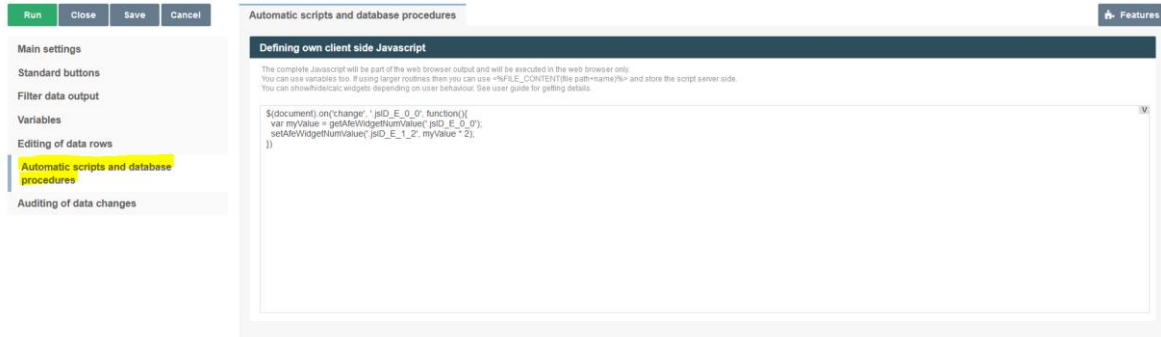 Run Close Save Cancel
Main settings
Standard buttons
Filter data output
Variables
Editing of data rows
Automatic scripts and database
procedures
Auditing of data changes
Automatic scripts and database procedures
Features
Defining own client side Javascript
The complete Javascript will be part of the web browser output and will be executed in the web browser only.
You can use variables too. If using larger routines then you can use <%FILE_CONTENT(file path+name)%> and store the script server side.
You can show/hide/calc widgets depending on user behaviour. See user guide for getting details.
V
$(document).on('change', '.jsID_E_0_0', function(){
var myValue = getAfeWidgetNumValue('.jsID_E_0_0');
setAfeWidgetNumValue('.jsID_E_1_2', myValue * 2);
})